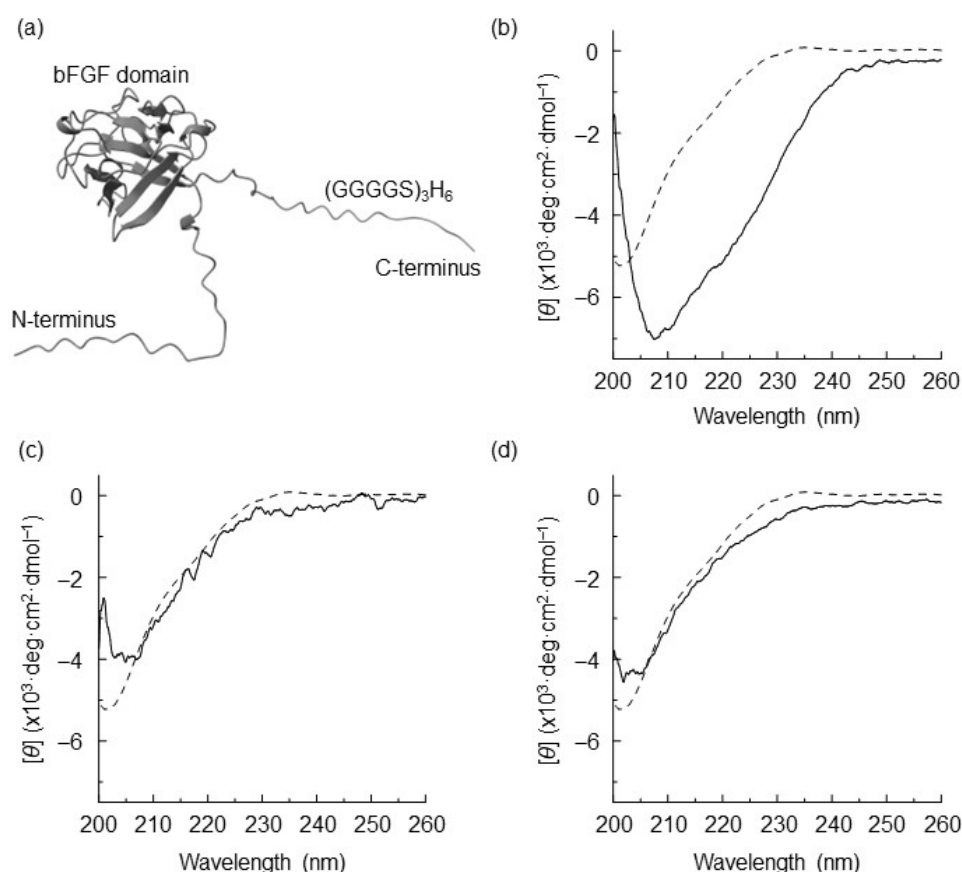 (a)
bFGF domain
(GGGGS)₃H₆
C-terminus
N-terminus
(b)
0
−2
−4
−6
[θ] (x10³·deg·cm²·dmol⁻¹)
200 210 220 230 240 250 260
Wavelength (nm)
(c)
0
−2
−4
−6
[θ] (x10³·deg·cm²·dmol⁻¹)
200 210 220 230 240 250 260
Wavelength (nm)
(d)
0
−2
−4
−6
[θ] (x10³·deg·cm²·dmol⁻¹)
200 210 220 230 240 250 260
Wavelength (nm)